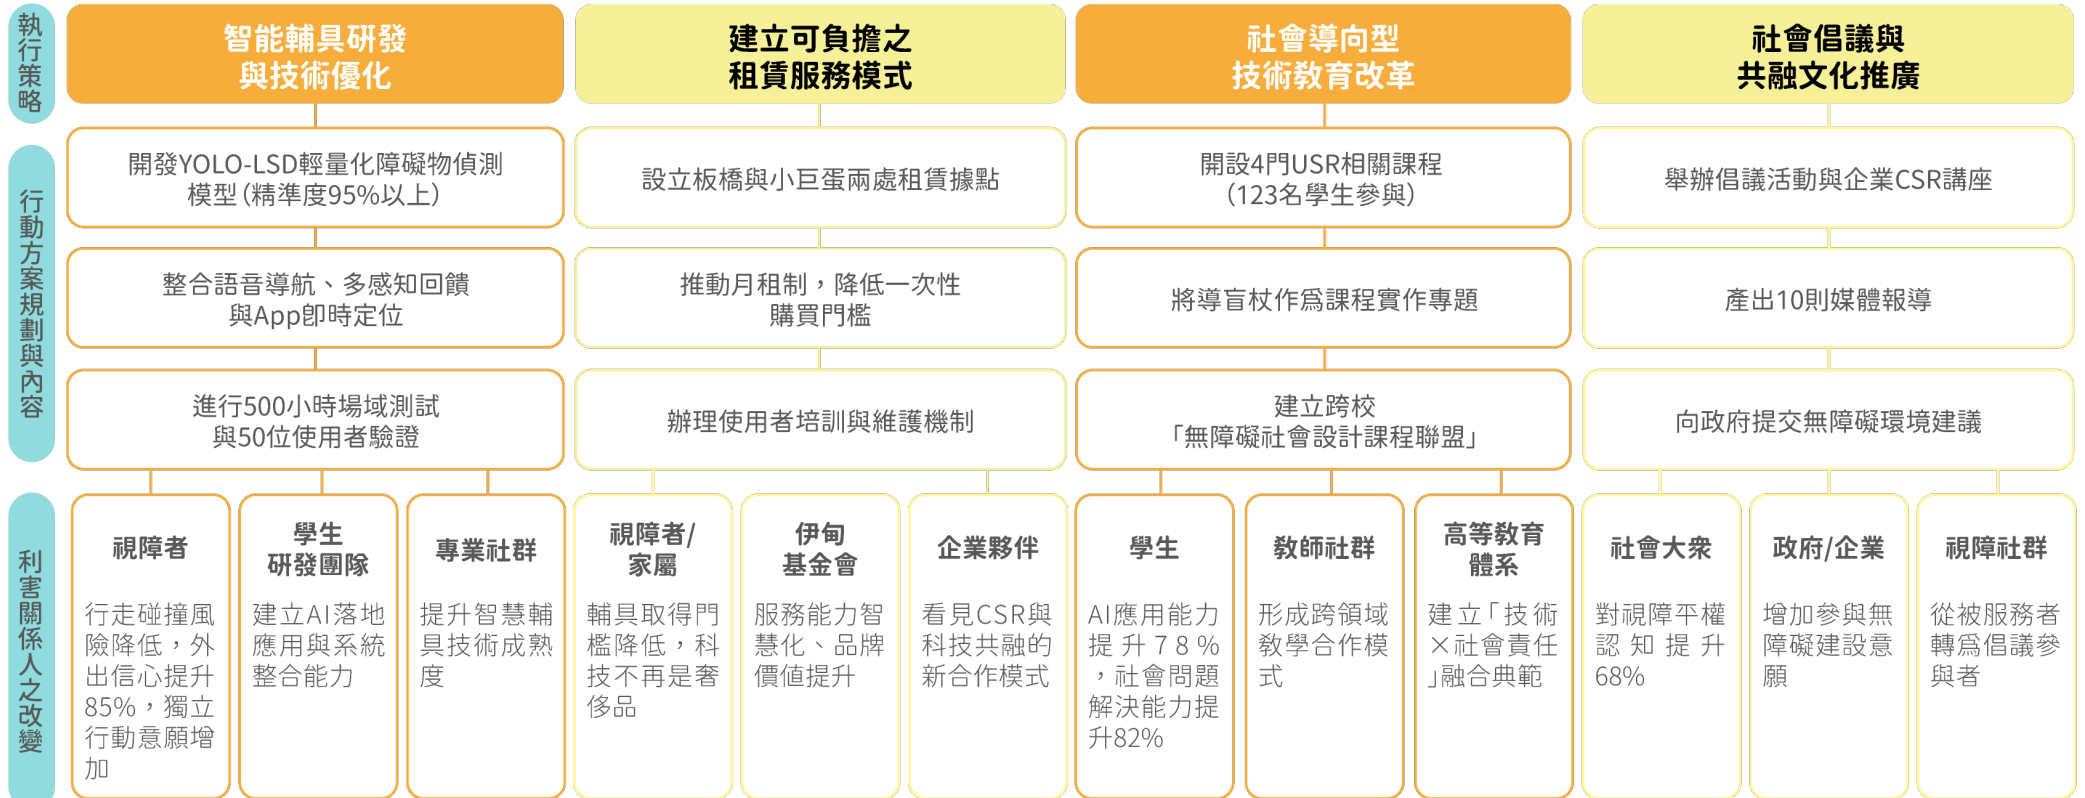 執行策略
智能輔具研發
與技術優化
建立可負擔之
租賃服務模式
社會導向型
技術教育改革
社會倡議與
共融文化推廣
行動方案規劃與內容
開發YOLO-LSD輕量化障礙物偵測
模型(精準度95%以上)
設立板橋與小巨蛋兩處租賃據點
開設4門USR相關課程
(123名學生參與)
舉辦倡議活動與企業CSR講座
整合語音導航、多感知回饋
與App即時定位
推動月租制，降低一次性
購買門檻
將導盲杖作為課程實作專題
產出10則媒體報導
進行500小時場域測試
與50位使用者驗證
辦理使用者培訓與維護機制
建立跨校
「無障礙社會設計課程聯盟」
向政府提交無障礙環境建議
利害關係人之改變
視障者
行走碰撞風
險降低，外
出信心提升
85%，獨立
行動意願增
加
學生
研發團隊
建立AI落地
應用與系統
整合能力
專業社群
提升智慧輔
具技術成熟
度
視障者/
家屬
輔具取得門
檻降低，科
技不再是奢
侈品
伊甸
基金會
服務能力智
慧化、品牌
價值提升
企業夥伴
看見CSR與
科技共融的
新合作模式
學生
AI應用能力
提升78%
，社會問題
解決能力提
升82%
教師社群
形成跨領域
教學合作模
式
高等教育
體系
建立「技術
×社會責任
」融合典範
社會大眾
對視障平權
認知提升
68%
政府/企業
增加參與無
障礙建設意
願
視障社群
從被服務者
轉為倡議參
與者